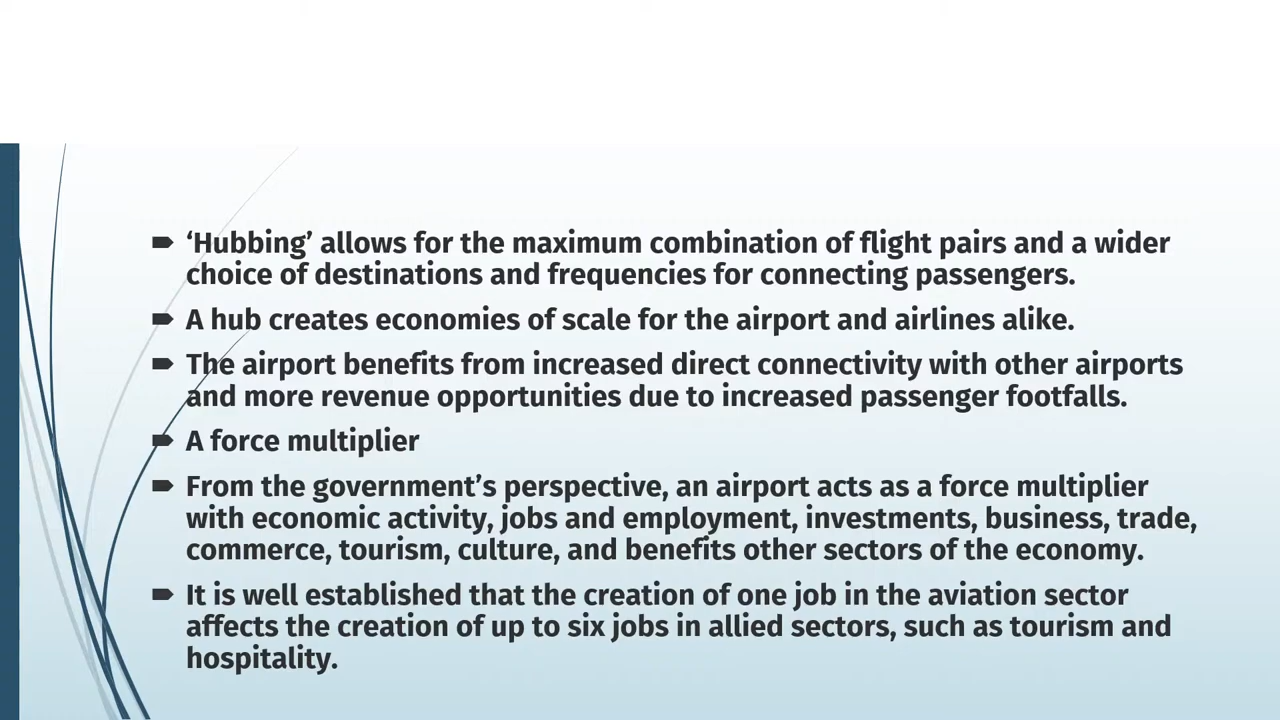 ‘Hubbing’ allows for the maximum combination of flight pairs and a wider
choice of destinations and frequencies for connecting passengers.
A hub creates economies of scale for the airport and airlines alike.
The airport benefits from increased direct connectivity with other airports
and more revenue opportunities due to increased passenger footfalls.
A force multiplier
From the government’s perspective, an airport acts as a force multiplier
with economic activity, jobs and employment, investments, business, trade,
commerce, tourism, culture, and benefits other sectors of the economy.
It is well established that the creation of one job in the aviation sector
affects the creation of up to six jobs in allied sectors, such as tourism and
hospitality.